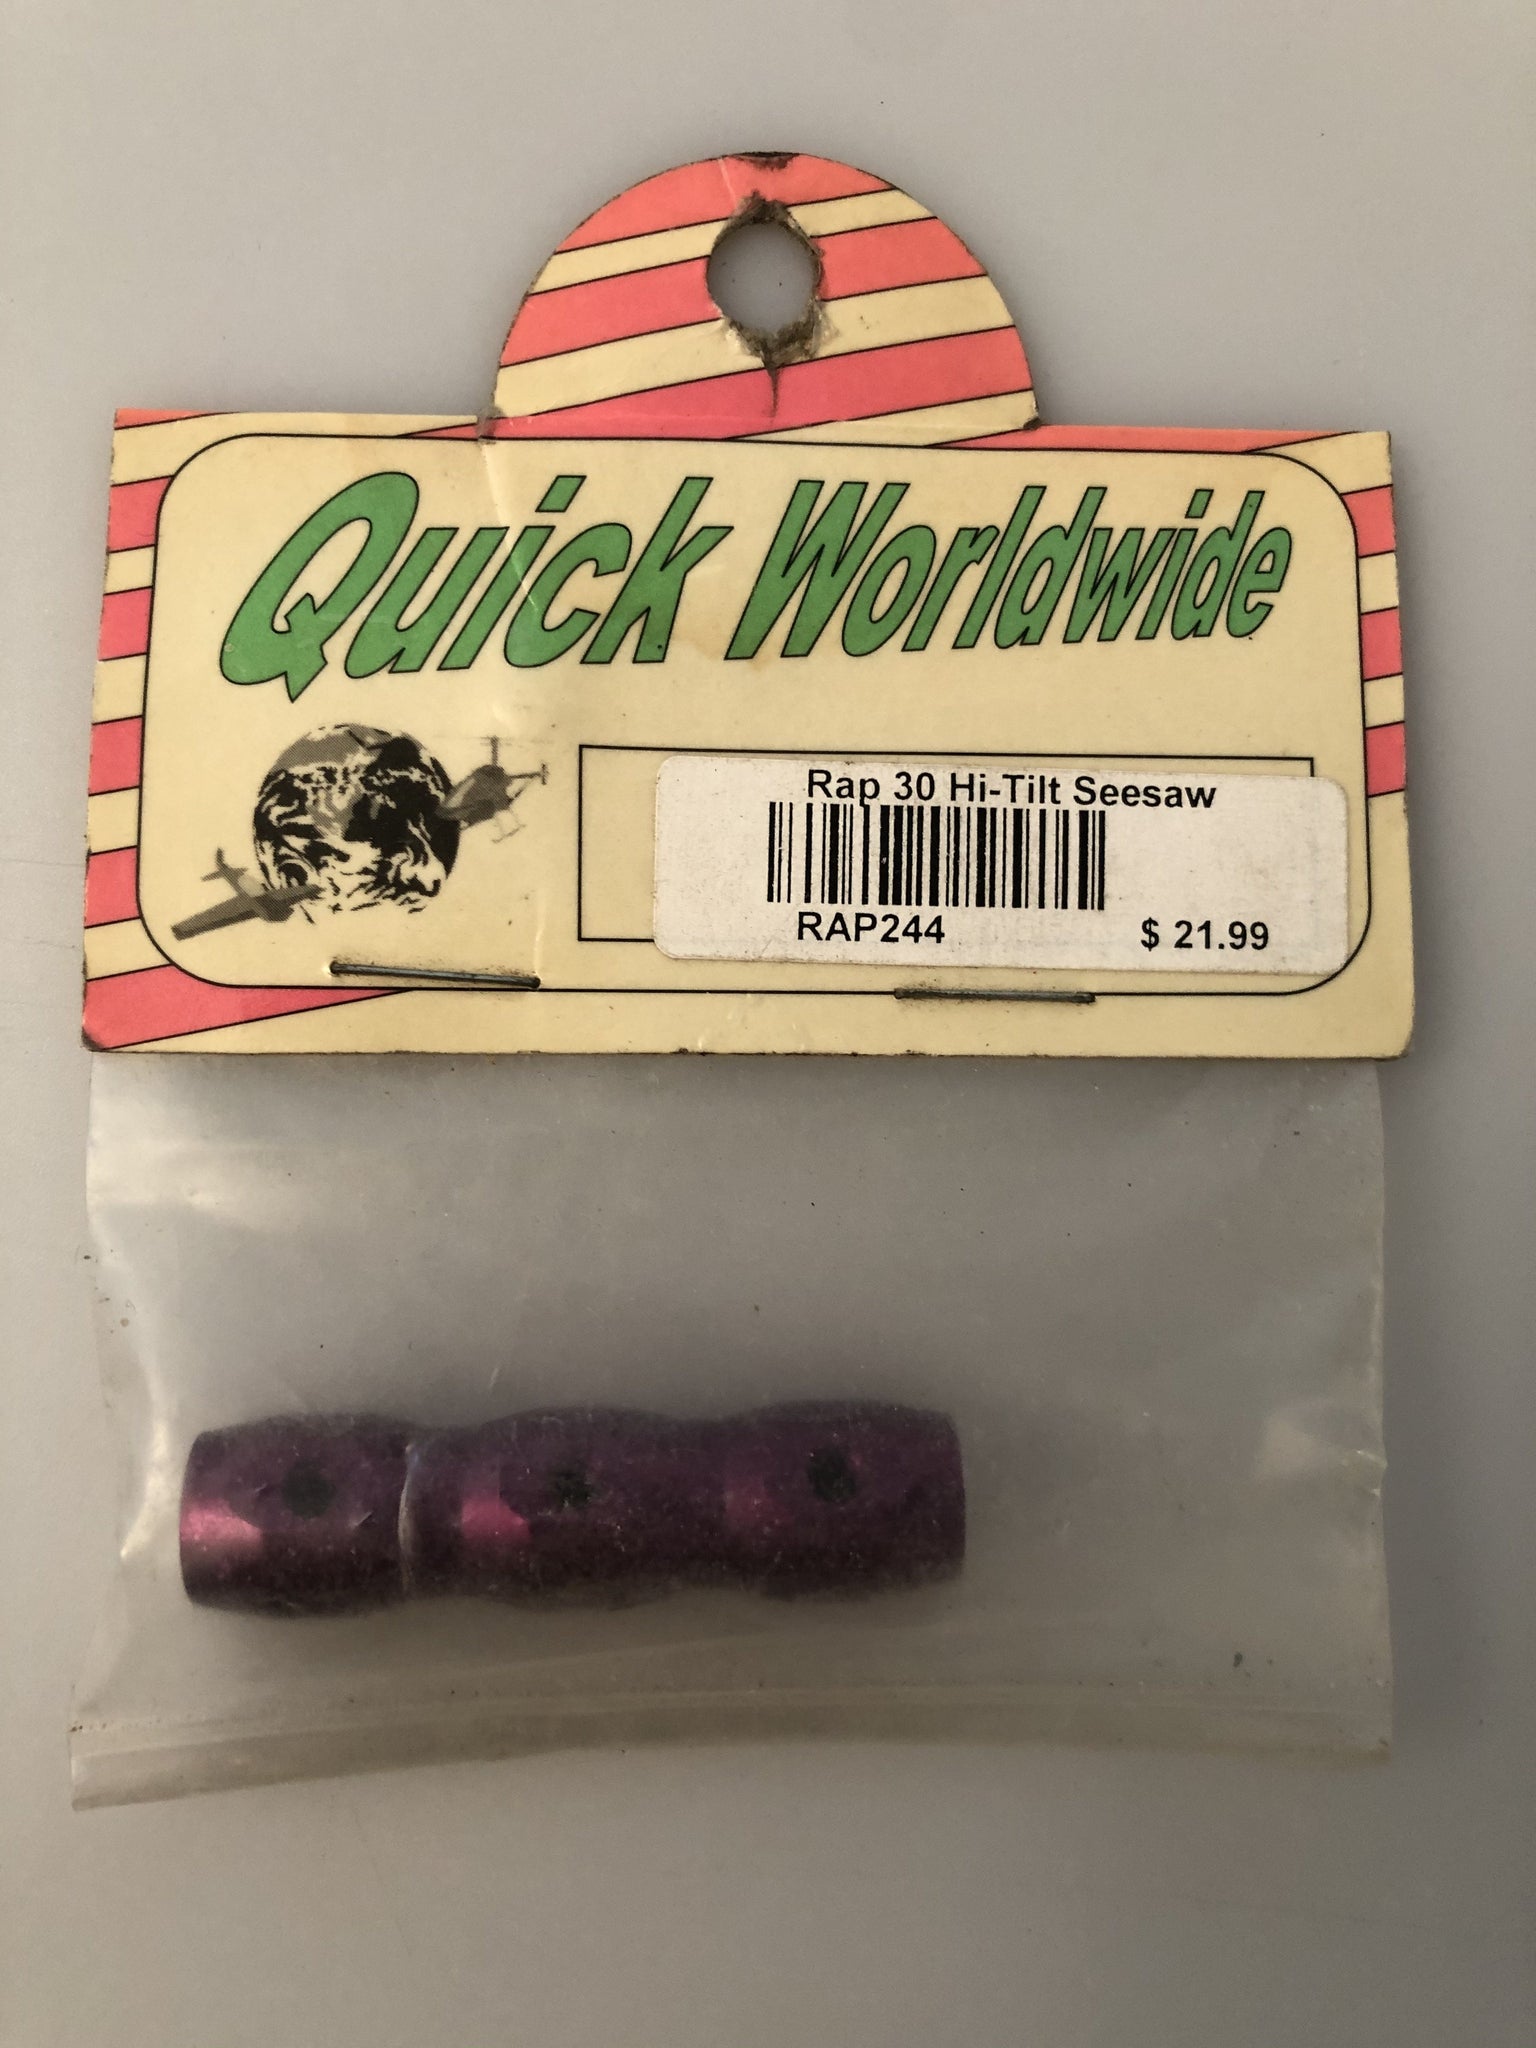 Quick Worldwide
Rap 30 Hi-Tilt Seesaw
RAP244
$ 21.99